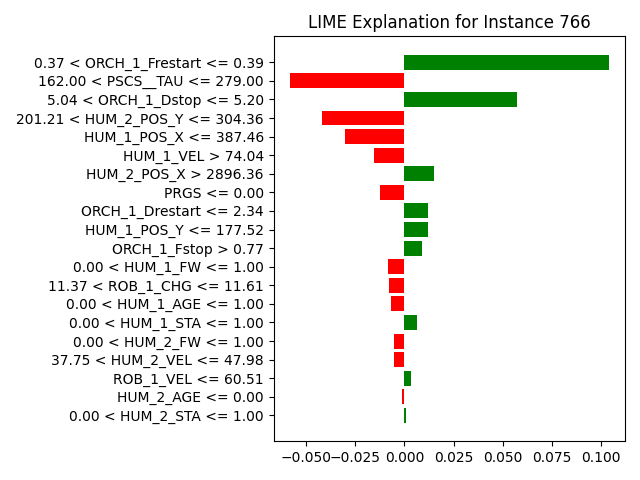 LIME Explanation for Instance 766
0.37 < ORCH_1_Frestart <= 0.39
162.00 < PSCS__TAU <= 279.00
5.04 < ORCH_1_Dstop <= 5.20
201.21 < HUM_2_POS_Y <= 304.36
HUM_1_POS_X <= 387.46
HUM_1_VEL > 74.04
HUM_2_POS_X > 2896.36
PRGS <= 0.00
ORCH_1_Drestart <= 2.34
HUM_1_POS_Y <= 177.52
ORCH_1_Fstop > 0.77
0.00 < HUM_1_FW <= 1.00
11.37 < ROB_1_CHG <= 11.61
0.00 < HUM_1_AGE <= 1.00
0.00 < HUM_1_STA <= 1.00
0.00 < HUM_2_FW <= 1.00
37.75 < HUM_2_VEL <= 47.98
ROB_1_VEL <= 60.51
HUM_2_AGE <= 0.00
0.00 < HUM_2_STA <= 1.00
−0.050 −0.025 0.000 0.025 0.050 0.075 0.100